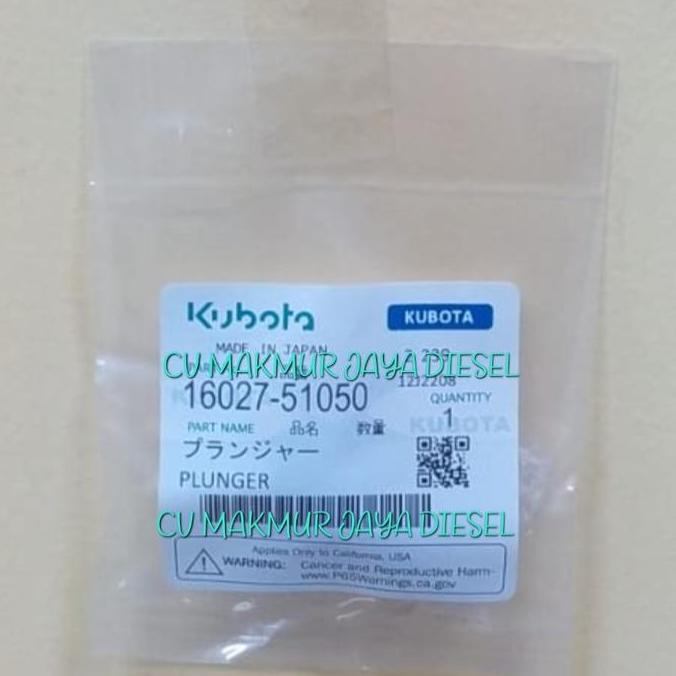 Kubota KUBOTA
MADE IN JAPAN
CV MAKMUR JAYA DIESEL
16027-51050 12J2208
QUANTITY
1
PART NAME 品名 数量 KUBOTA
プランジャー
PLUNGER
CV MAKMUR JAYA DIESEL
Applies Only to California, USA
WARNING: Cancer and Reproductive Harm-
www.P65Warnings.ca.gov